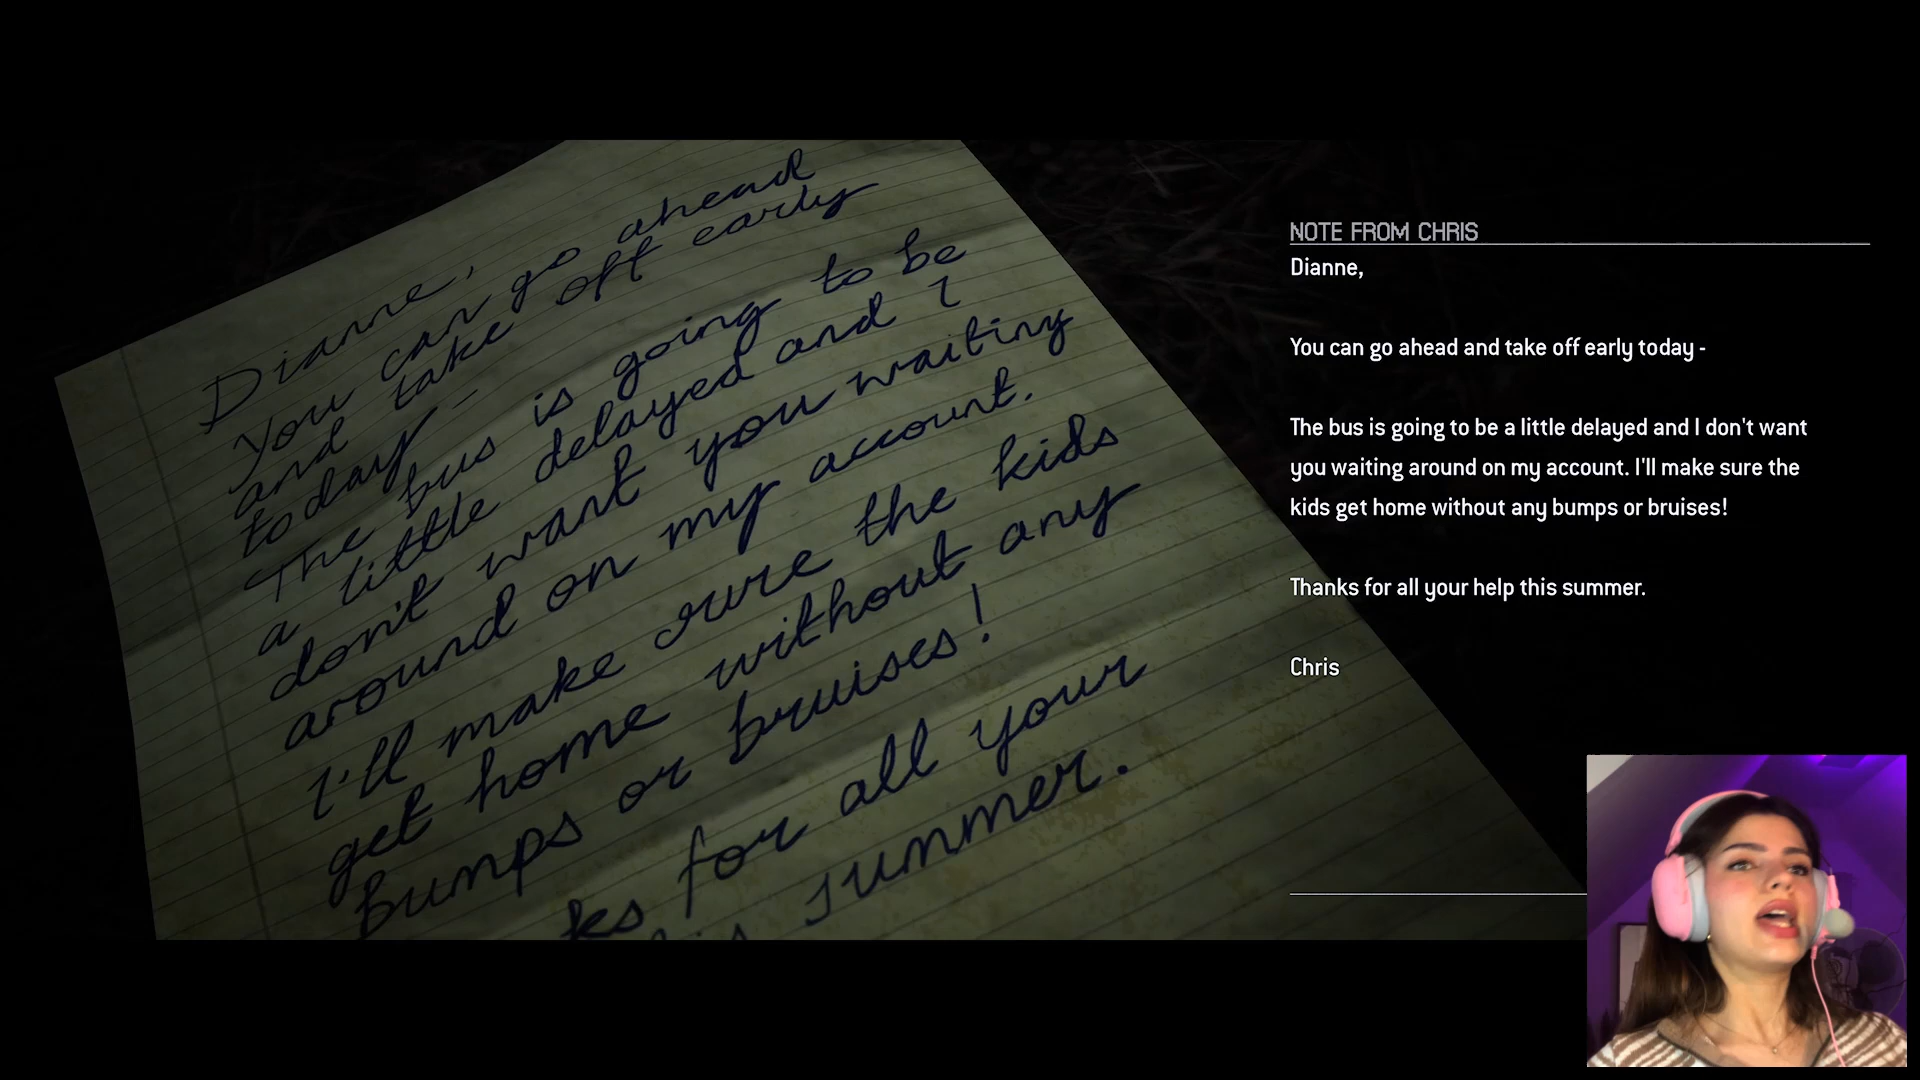 Dianne,
You can go ahead
and take off early
today -
The bus is going to be
a little delayed and I
don't want you waiting
around on my account.
I'll make sure the kids
get home without any
bumps or bruises!
ks for all your
summer.
NOTE FROM CHRIS
Dianne,
You can go ahead and take off early today -
The bus is going to be a little delayed and I don't want
you waiting around on my account. I'll make sure the
kids get home without any bumps or bruises!
Thanks for all your help this summer.
Chris